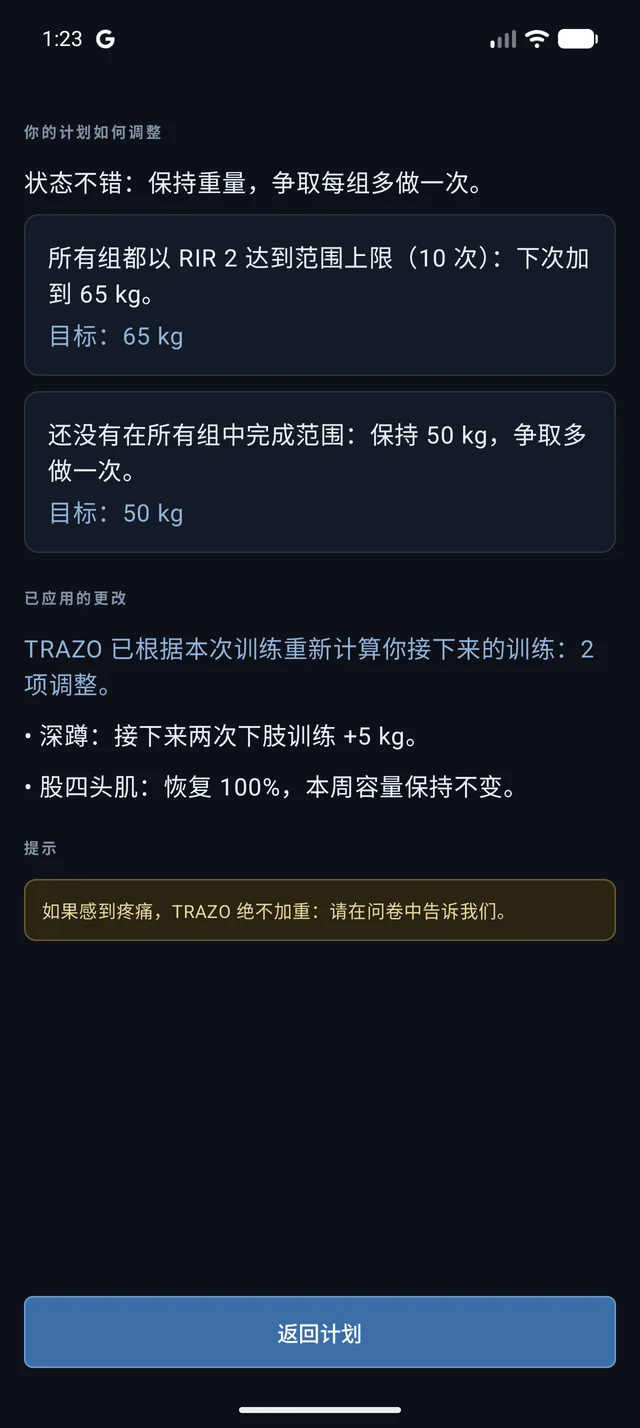 1:23 G
你的计划如何调整
状态不错：保持重量，争取每组多做一次。
所有组都以 RIR 2 达到范围上限（10 次）：下次加
到 65 kg。
目标：65 kg
还没有在所有组中完成范围：保持 50 kg，争取多
做一次。
目标：50 kg
已应用的更改
TRAZO 已根据本次训练重新计算你接下来的训练：2
项调整。
• 深蹲：接下来两次下肢训练 +5 kg。
• 股四头肌：恢复 100%，本周容量保持不变。
提示
如果感到疼痛，TRAZO 绝不加重：请在问卷中告诉我们。
返回计划